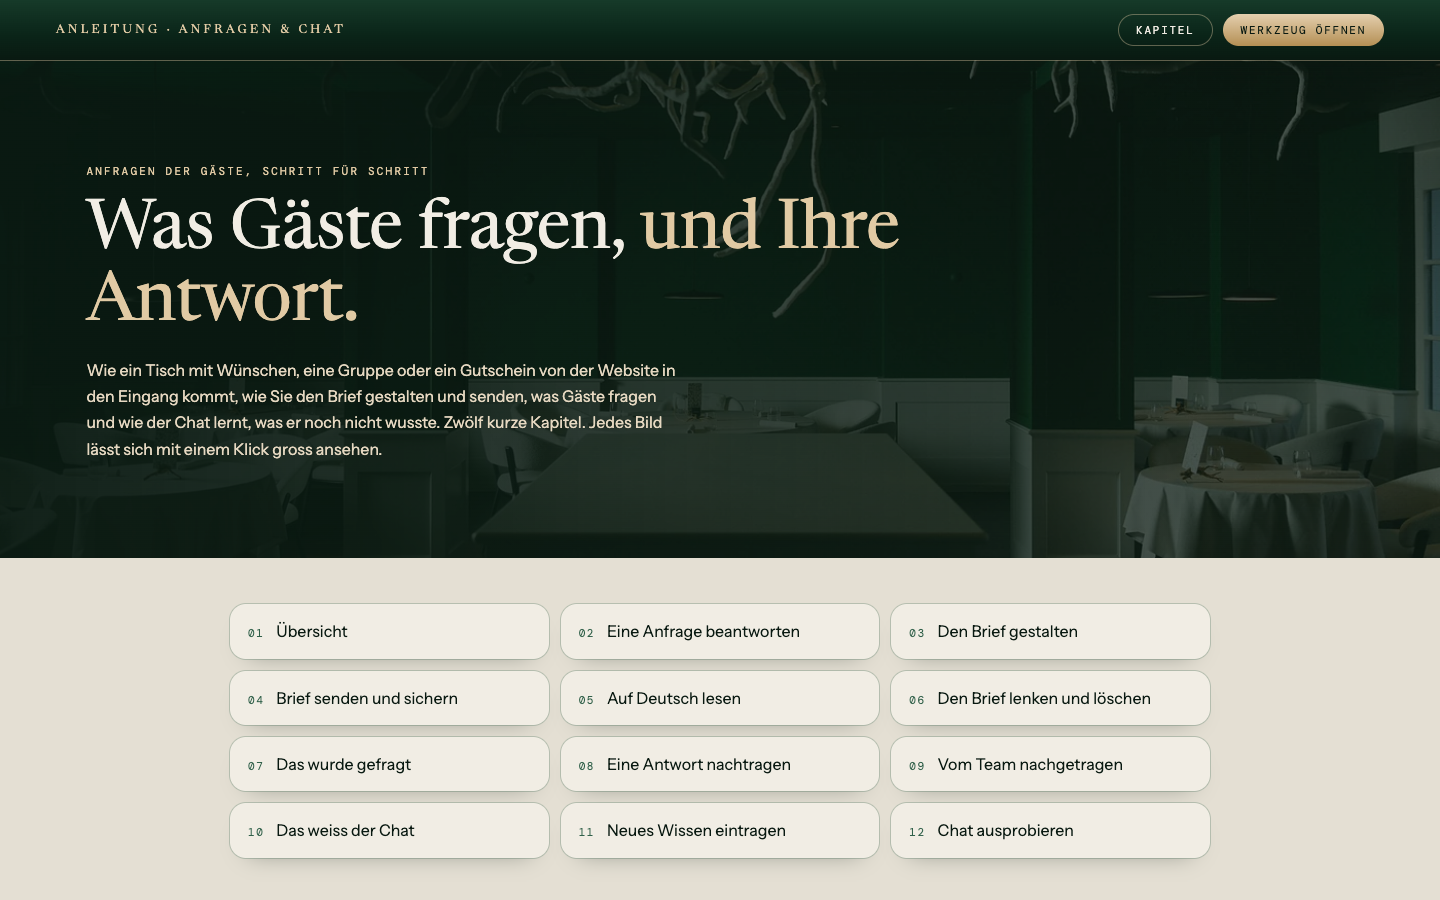 ANLEITUNG · ANFRAGEN & CHAT
KAPITEL
WERKZEUG ÖFFNEN
ANFRAGEN DER GÄSTE, SCHRITT FÜR SCHRITT
Was Gäste fragen, und Ihre
Antwort.
Wie ein Tisch mit Wünschen, eine Gruppe oder ein Gutschein von der Website in
den Eingang kommt, wie Sie den Brief gestalten und senden, was Gäste fragen
und wie der Chat lernt, was er noch nicht wusste. Zwölf kurze Kapitel. Jedes Bild
lässt sich mit einem Klick gross ansehen.
01 Übersicht
02 Eine Anfrage beantworten
03 Den Brief gestalten
04 Brief senden und sichern
05 Auf Deutsch lesen
06 Den Brief lenken und löschen
07 Das wurde gefragt
08 Eine Antwort nachtragen
09 Vom Team nachgetragen
10 Das weiss der Chat
11 Neues Wissen eintragen
12 Chat ausprobieren